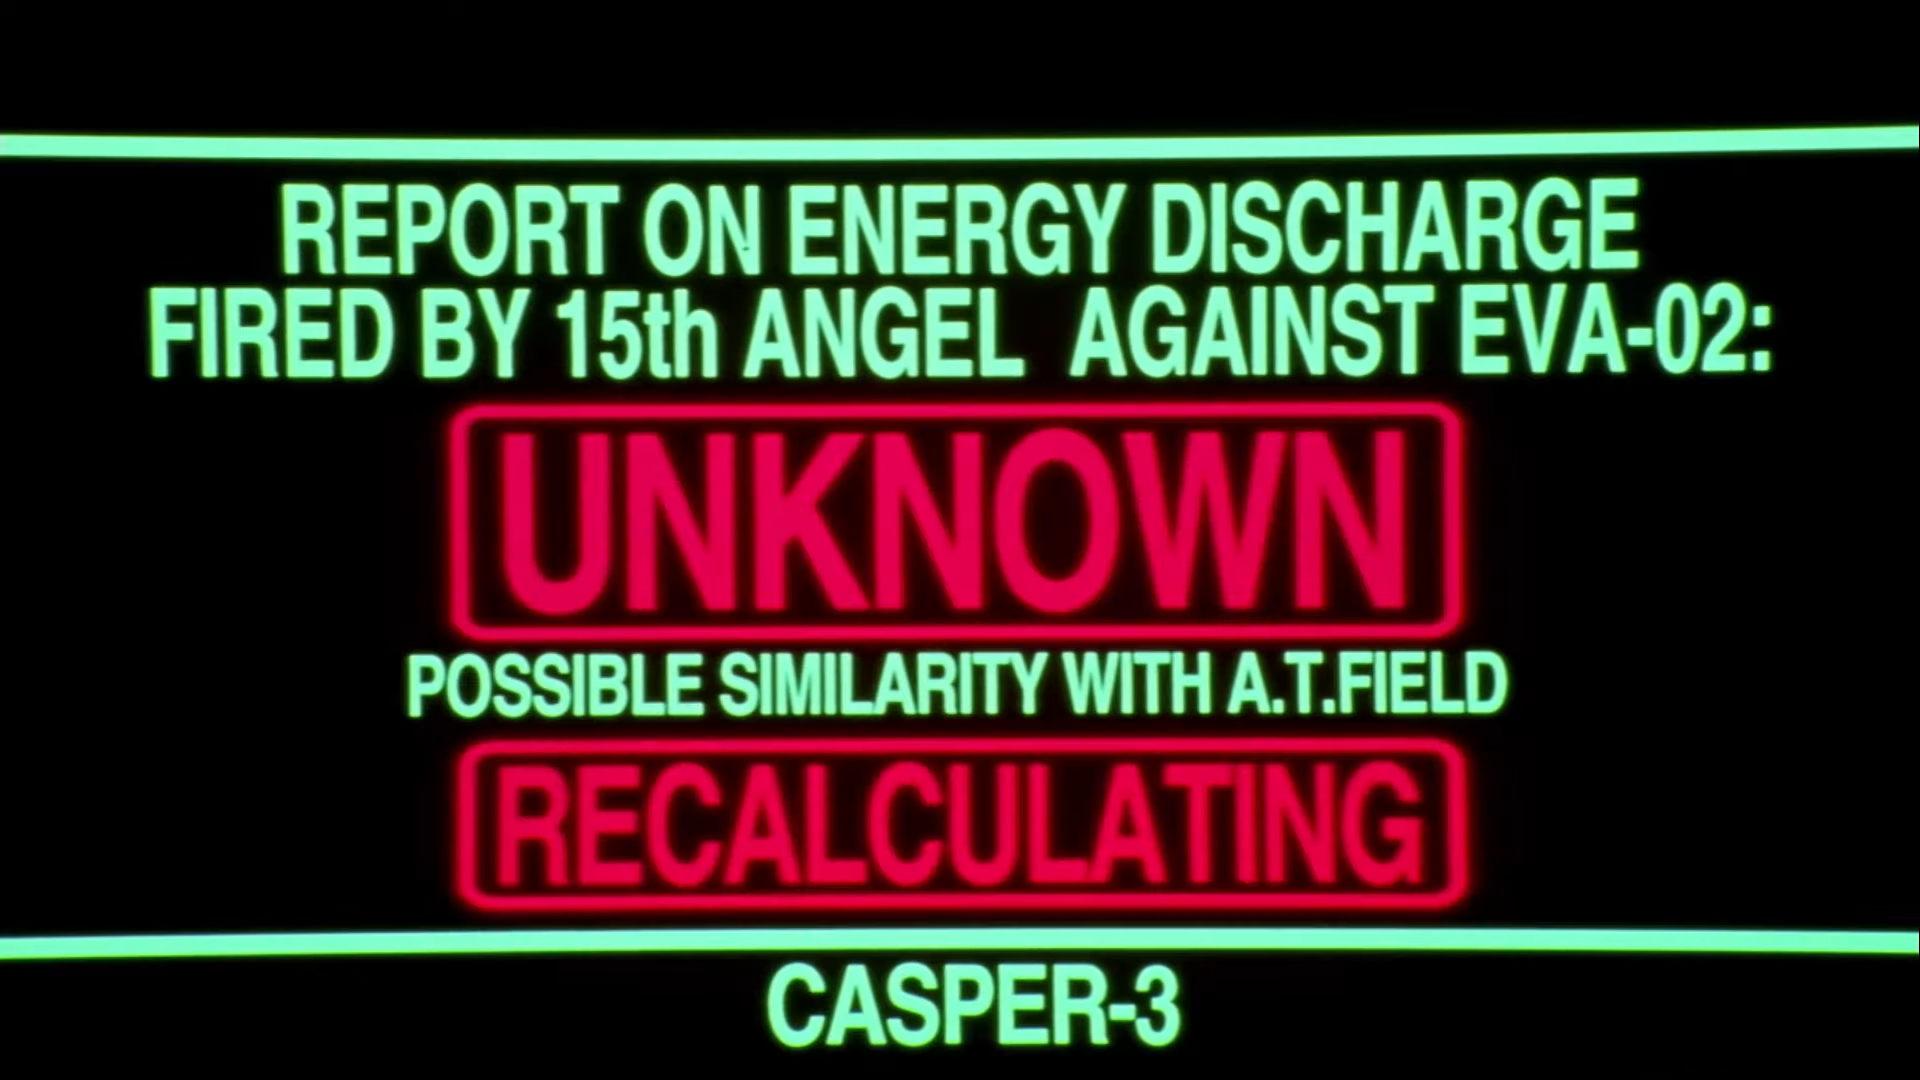 REPORT ON ENERGY DISCHARGE
FIRED BY 15th ANGEL AGAINST EVA-02:
UNKNOWN
POSSIBLE SIMILARITY WITH A.T.FIELD
RECALCULATING
CASPER-3